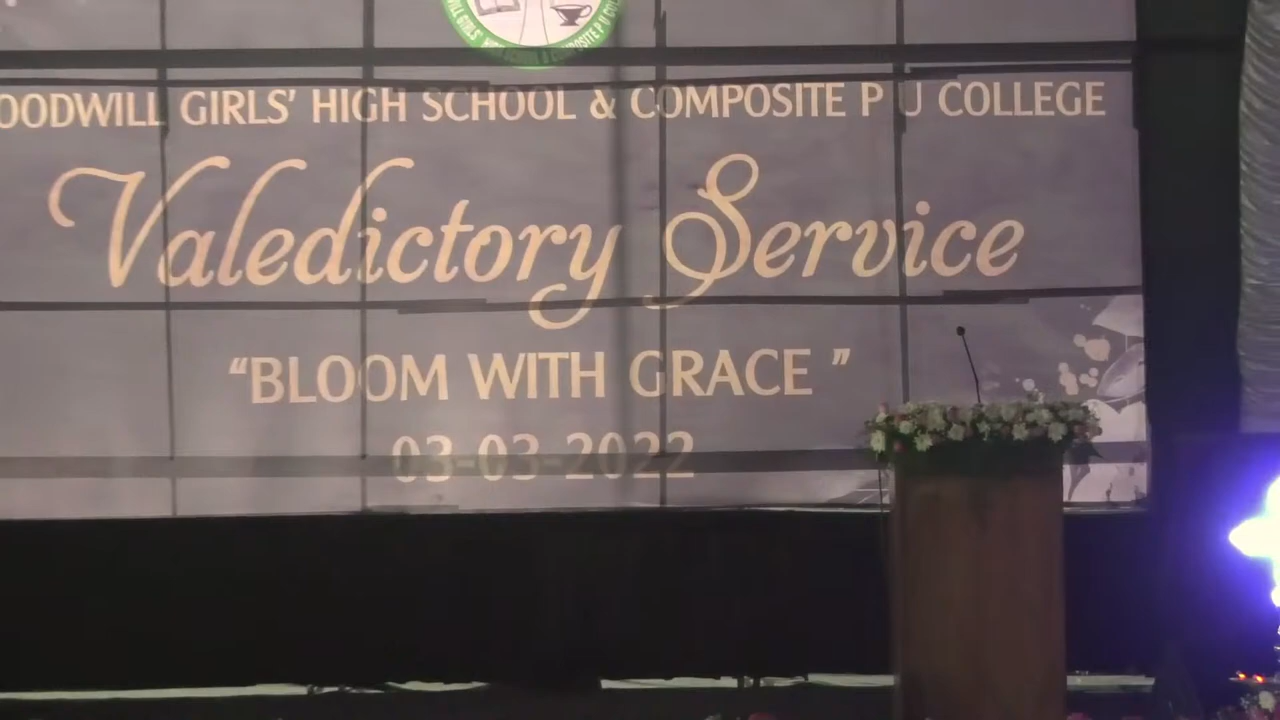 OODWILL GIRLS' HIGH SCHOOL & COMPOSITE P U COLLEGE
Valedictory Service
“BLOOM WITH GRACE ”
03-03-2022